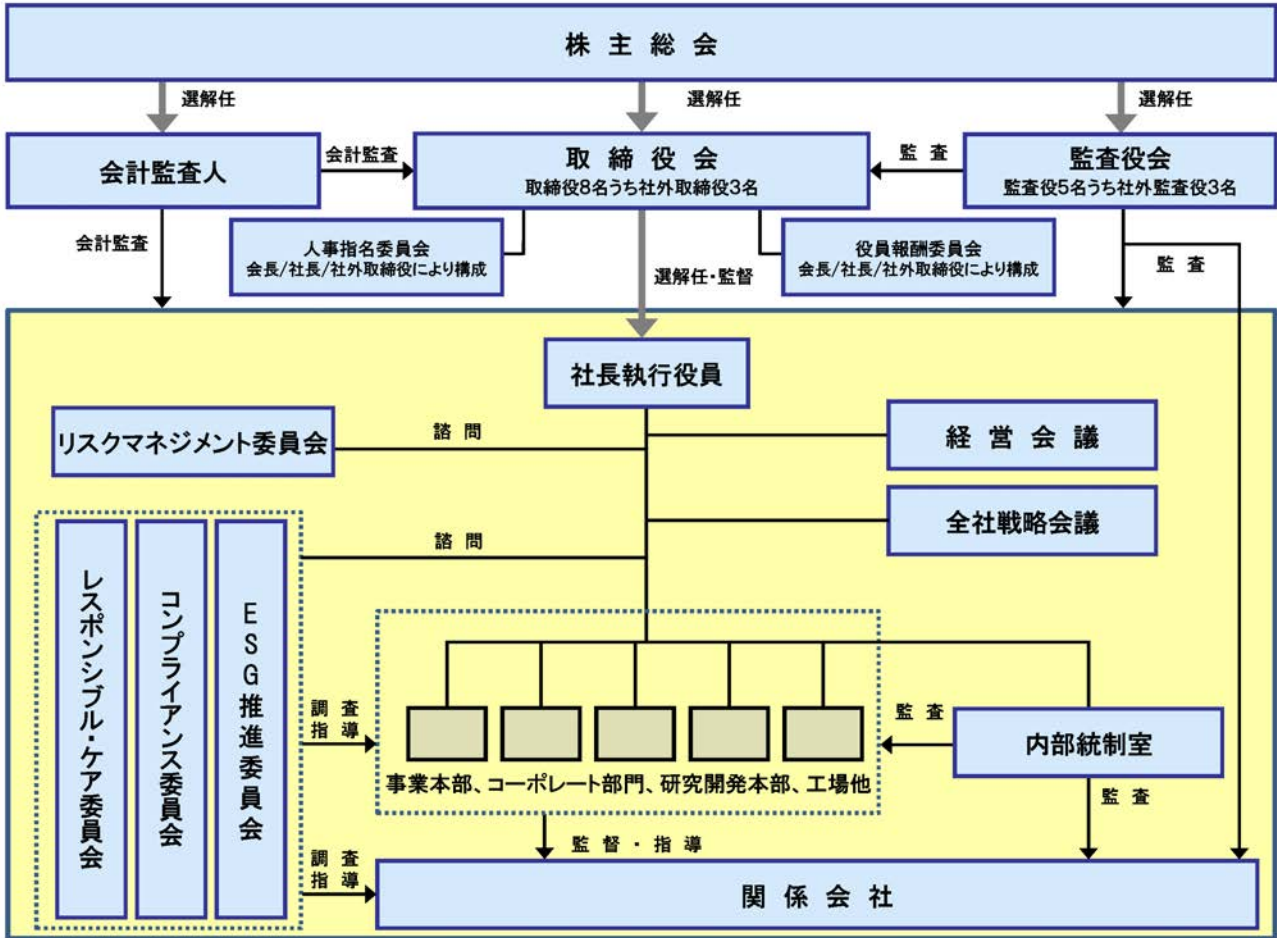 株主総会
選解任
選解任
選解任
会計監査人
会計監査
取締役会
取締役8名うち社外取締役3名
監査
監査役会
監査役5名うち社外監査役3名
会計監査
人事指名委員会
会長/社長/社外取締役により構成
選解任・監督
役員報酬委員会
会長/社長/社外取締役により構成
監査
社長執行役員
リスクマネジメント委員会
諮問
経営会議
全社戦略会議
諮問
レスポンシブル・ケア委員会
コンプライアンス委員会
ESG推進委員会
調査
指導
事業本部、コーポレート部門、研究開発本部、工場他
監査
内部統制室
監査
監督・指導
調査
指導
関係会社